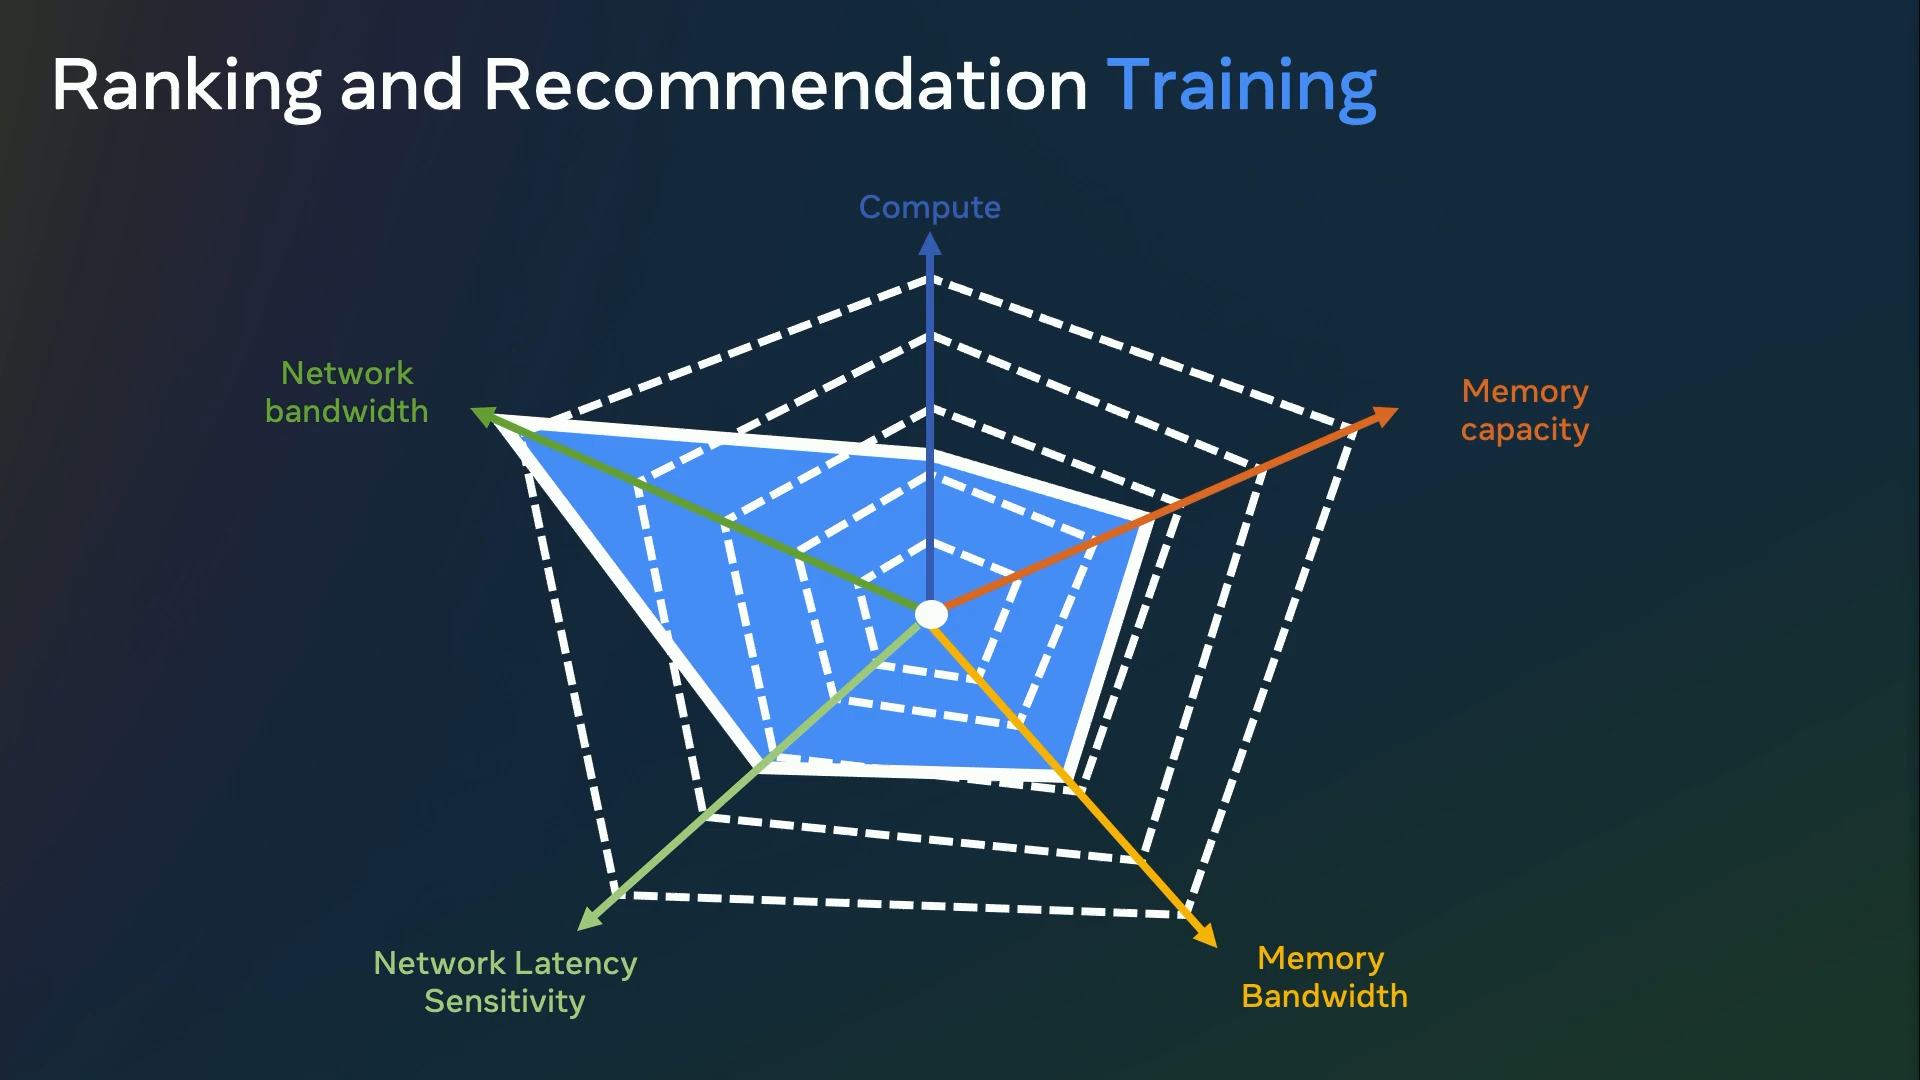 Ranking and Recommendation Training
Compute
Network
bandwidth
Memory
capacity
Network Latency
Sensitivity
Memory
Bandwidth